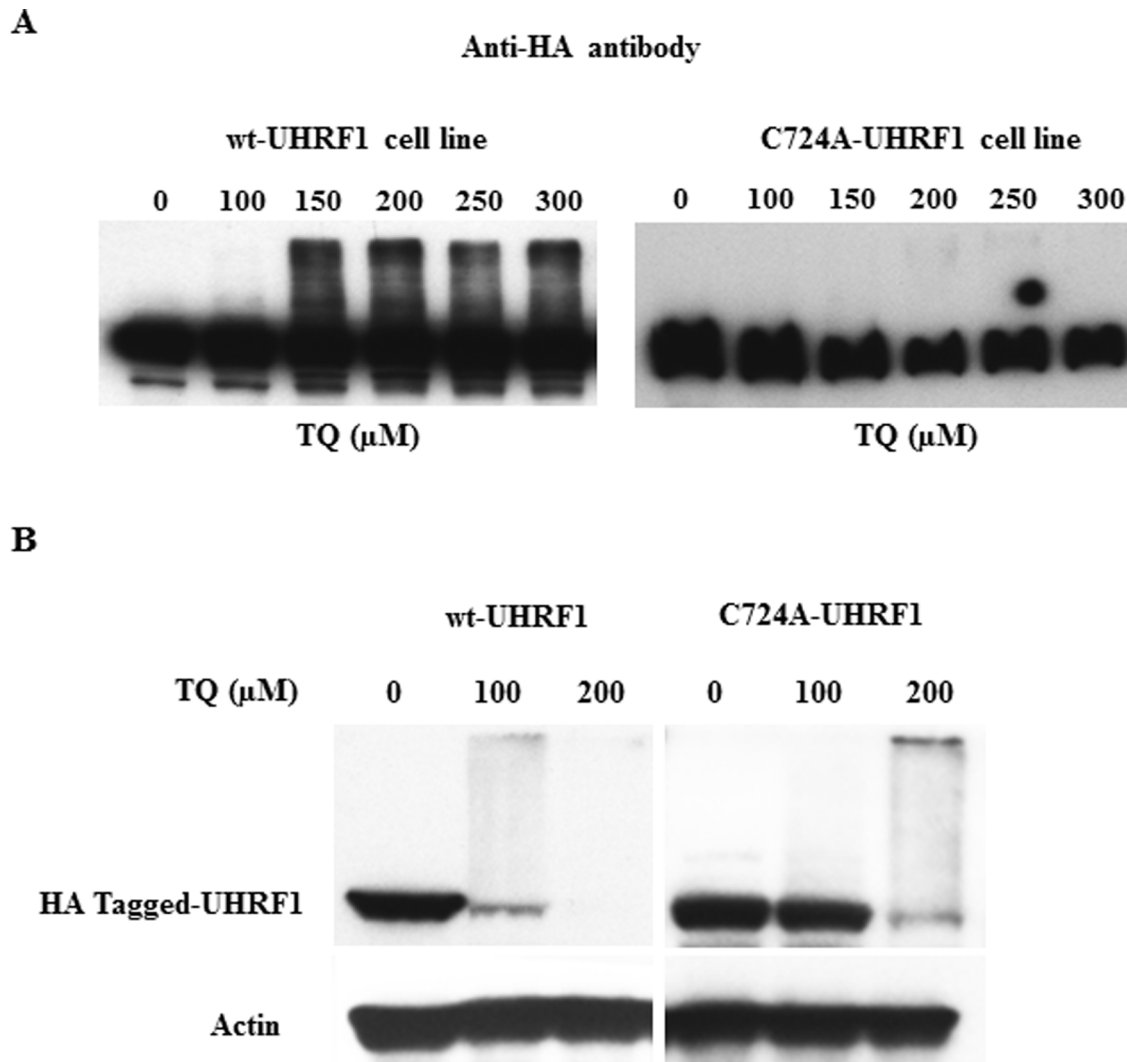 A
Anti-HA antibody
wt-UHRF1 cell line C724A-UHRF1 cell line
0 100 150 200 250 300 0 100 150 200 250 300
TQ (µM) TQ (µM)
B
wt-UHRF1 C724A-UHRF1
TQ (µM) 0 100 200 0 100 200
HA Tagged-UHRF1
Actin